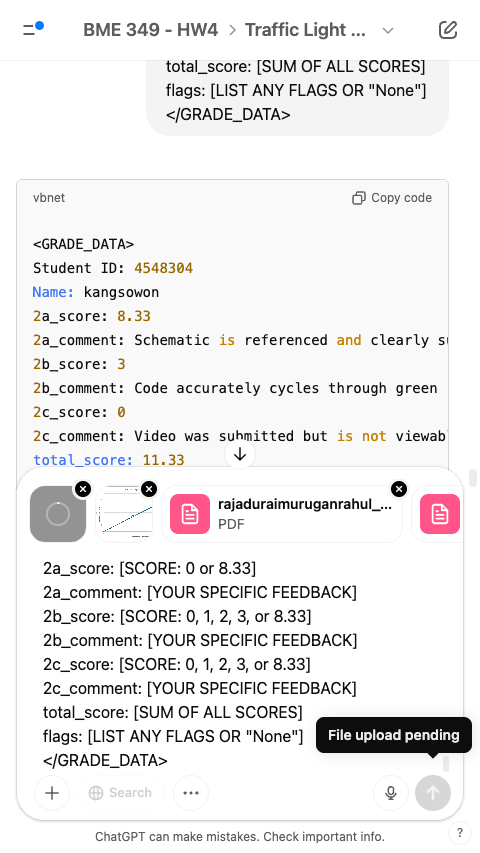 BME 349 - HW4 > Traffic Light ...
total_score: [SUM OF ALL SCORES]
flags: [LIST ANY FLAGS OR "None"]
</GRADE_DATA>
vbnet
Copy code
<GRADE_DATA>
Student ID: 4548304
Name: kangsowon
2a_score: 8.33
2a_comment: Schematic is referenced and clearly
2b_score: 3
2b_comment: Code accurately cycles through green
2c_score: 0
2c_comment: Video was submitted but is not
total_score: 11.33
rajaduraimuruganrahul_...
PDF
2a_score: [SCORE: 0 or 8.33]
2a_comment: [YOUR SPECIFIC FEEDBACK]
2b_score: [SCORE: 0, 1, 2, 3, or 8.33]
2b_comment: [YOUR SPECIFIC FEEDBACK]
2c_score: [SCORE: 0, 1, 2, 3, or 8.33]
2c_comment: [YOUR SPECIFIC FEEDBACK]
total_score: [SUM OF ALL SCORES]
flags: [LIST ANY FLAGS OR "None"]
</GRADE_DATA>
File upload pending
Search
ChatGPT can make mistakes. Check important info.
?